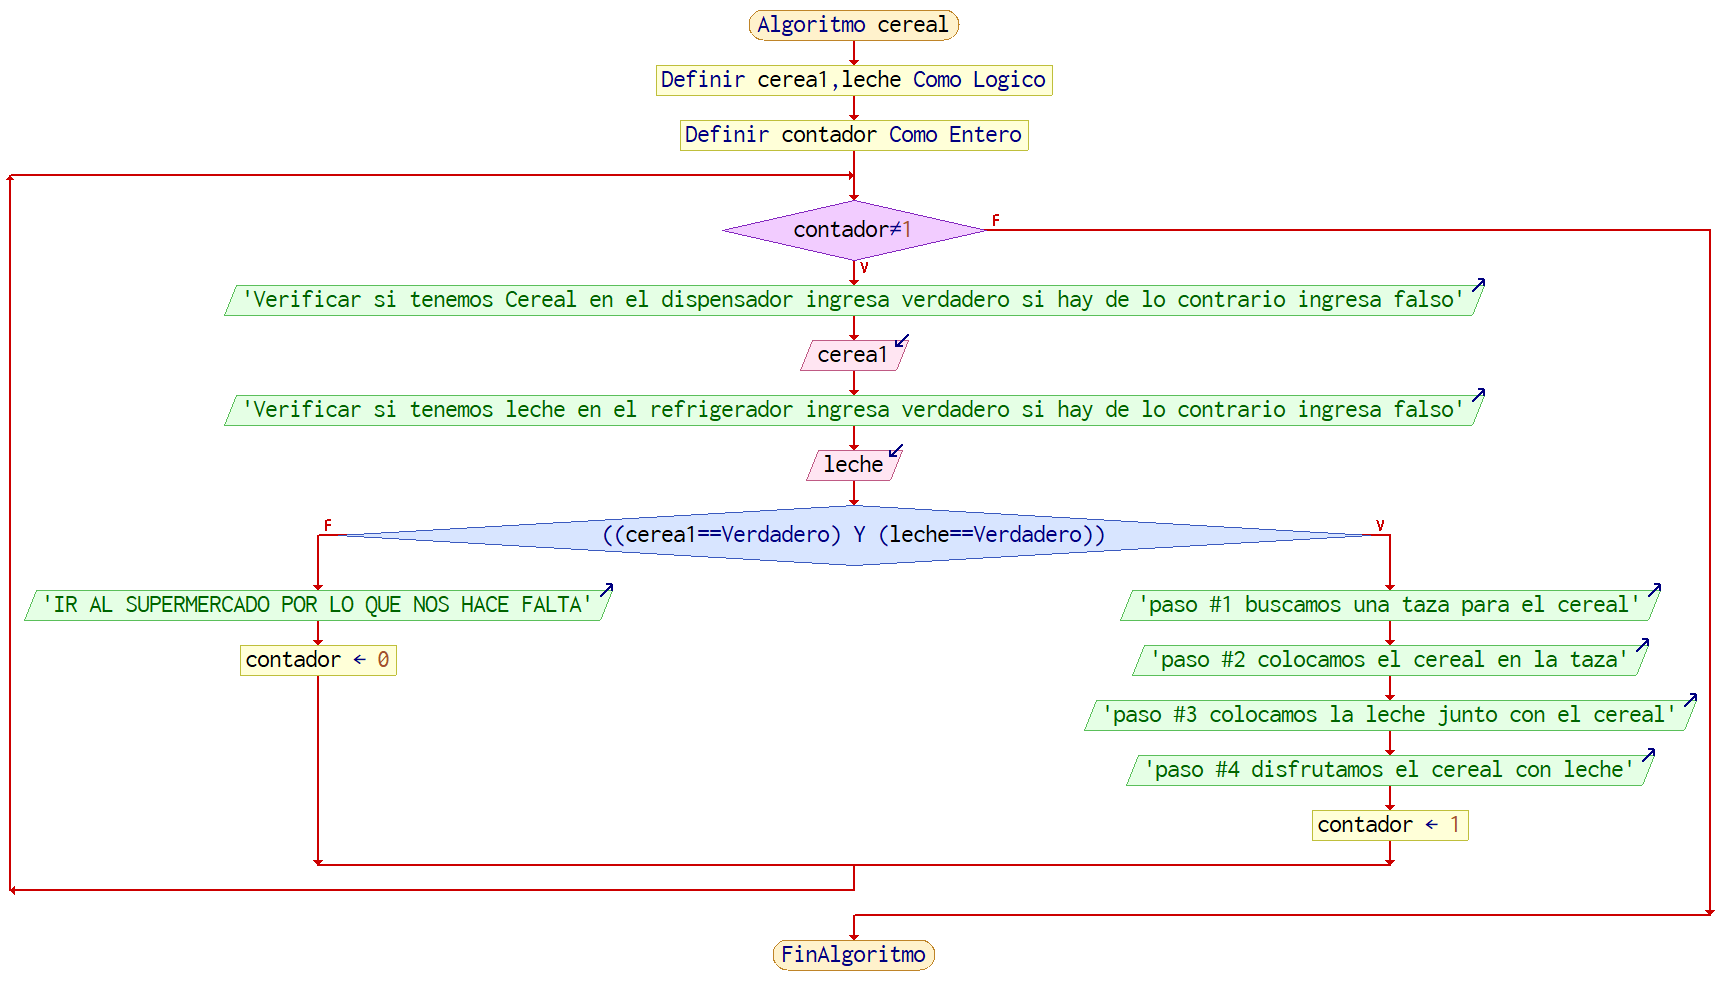 Algoritmo cereal
Definir cerea1,leche Como Logico
Definir contador Como Entero
contador≠1
F
V
'Verificar si tenemos Cereal en el dispensador ingresa verdadero si hay de lo contrario ingresa falso'
cerea1
'Verificar si tenemos leche en el refrigerador ingresa verdadero si hay de lo contrario ingresa falso'
leche
F
((cerea1==Verdadero) Y (leche==Verdadero))
V
'IR AL SUPERMERCADO POR LO QUE NOS HACE FALTA'
contador ← 0
'paso #1 buscamos una taza para el cereal'
'paso #2 colocamos el cereal en la taza'
'paso #3 colocamos la leche junto con el cereal'
'paso #4 disfrutamos el cereal con leche'
contador ← 1
FinAlgoritmo